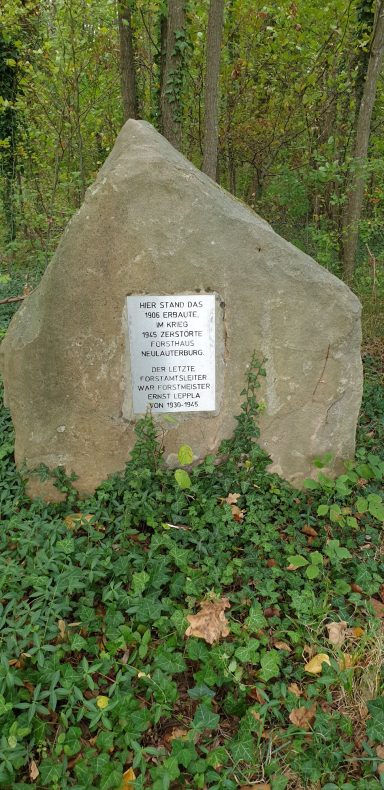 HIER STAND DAS
1906 ERBAUTE,
IM KRIEG
1945 ZERSTÖRTE
FORSTHAUS
NEULAUTERBURG.
DER LETZTE
FORSTAMTSLEITER
WAR FORSTMEISTER
ERNST LEPPLA
VON 1930-1945